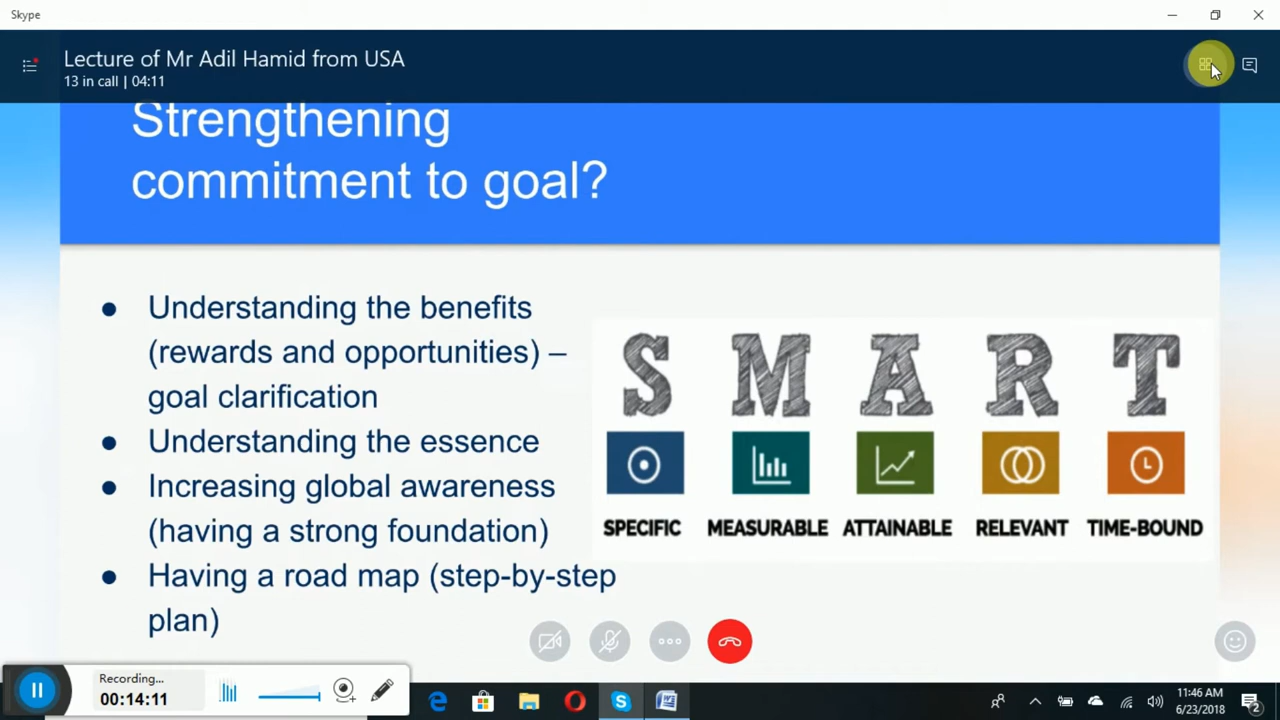 Skype
Lecture of Mr Adil Hamid from USA
13 in call | 04:11
Strengthening
commitment to goal?
● Understanding the benefits
(rewards and opportunities) –
goal clarification
● Understanding the essence
● Increasing global awareness
(having a strong foundation)
● Having a road map (step-by-step
plan)
S M A R T
SPECIFIC MEASURABLE ATTAINABLE RELEVANT TIME-BOUND
Recording...
00:14:11
11:46 AM
6/23/2018
2